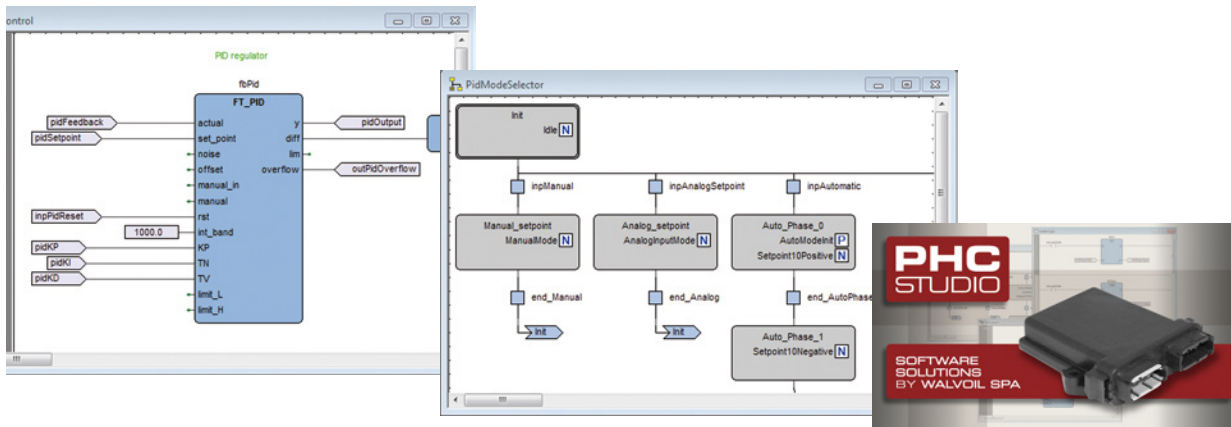 ontrol
PID regulator
fbPid
FT_PID
pidFeedback
actual
y
pidOutput
pidSetpoint
set_point
diff
noise
lim
offset
overflow
outPidOverflow
manual_in
manual
inpPidReset
rst
1000.0
int_band
pidKP
KP
pidKI
TN
pidKD
TV
limit_L
limit_H
PidModeSelector
Init
Idle N
inpManual
inpAnalogSetpoint
inpAutomatic
Manual_setpoint
ManualMode N
Analog_setpoint
AnalogInputMode N
Auto_Phase_0
AutoModeInit P
Setpoint10Positive N
end_Manual
end_Analog
end_AutoPhase
Init
Init
Auto_Phase_1
Setpoint10Negative N
PHC
STUDIO
SOFTWARE
SOLUTIONS
BY WALVOIL SPA